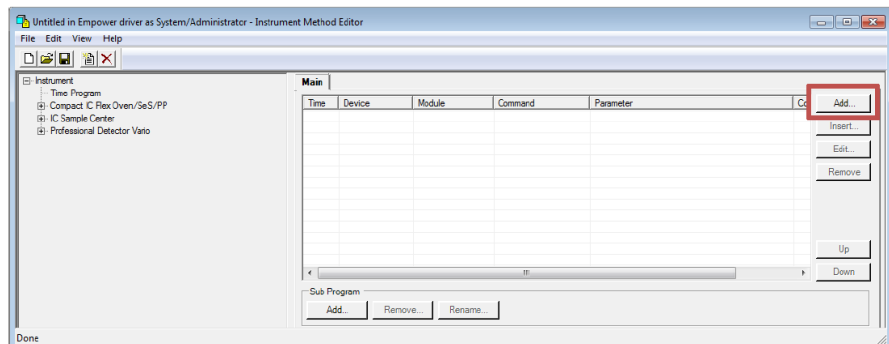 Untitled in Empower driver as System/Administrator - Instrument Method Editor
File Edit View Help
Instrument
Time Program
Compact IC Flex Oven/SeS/PP
IC Sample Center
Professional Detector Vario
Main
Time Device Module Command Parameter Co
Add...
Insert...
Edit...
Remove
Up
Down
Sub Program
Add... Remove... Rename...
Done